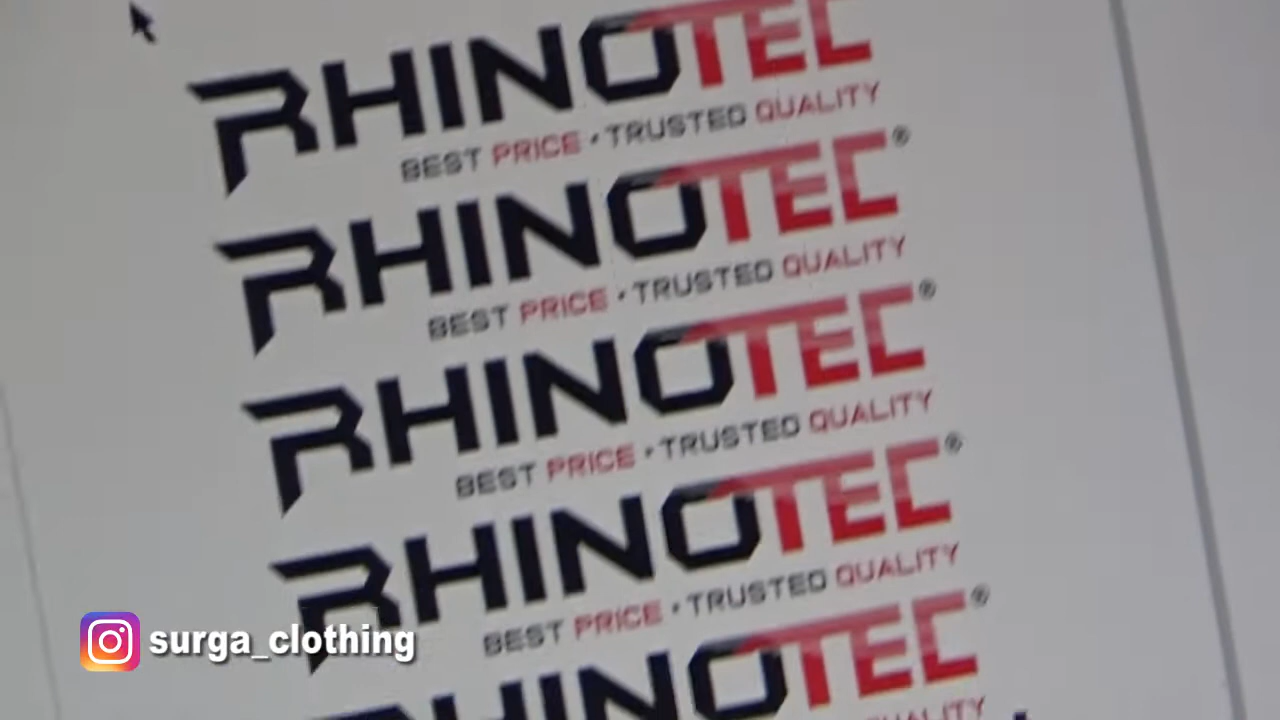 RHINOTEC
BEST PRICE • TRUSTED QUALITY
RHINOTEC®
BEST PRICE • TRUSTED QUALITY
RHINOTEC®
BEST PRICE • TRUSTED QUALITY
RHINOTEC®
BEST PRICE • TRUSTED QUALITY
RHINOTEC®
QUALITY
surga_clothing